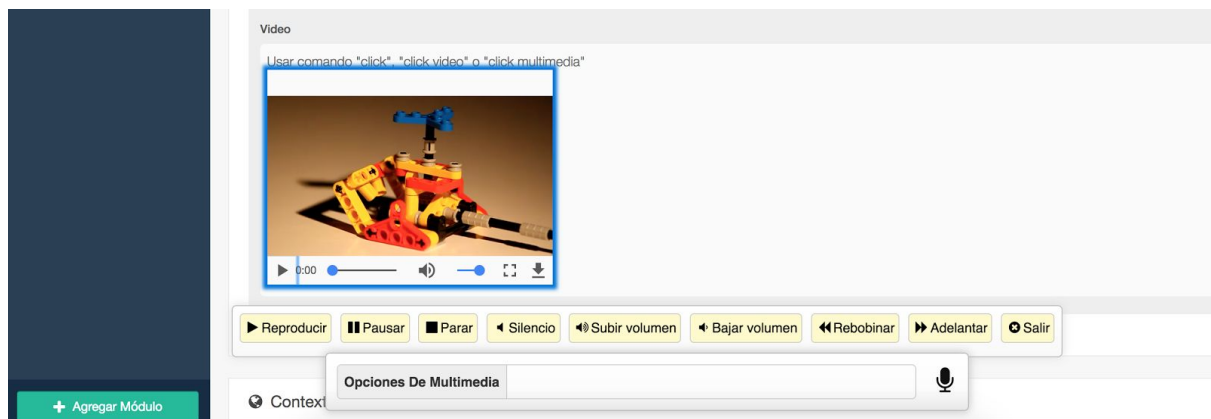 Video
Usar comando "click", "click video" o "click multimedia"
0:00
Reproducir Pausar Parar Silencio Subir volumen Bajar volumen Rebobinar Adelantar Salir
Opciones De Multimedia
Agregar Módulo
Context